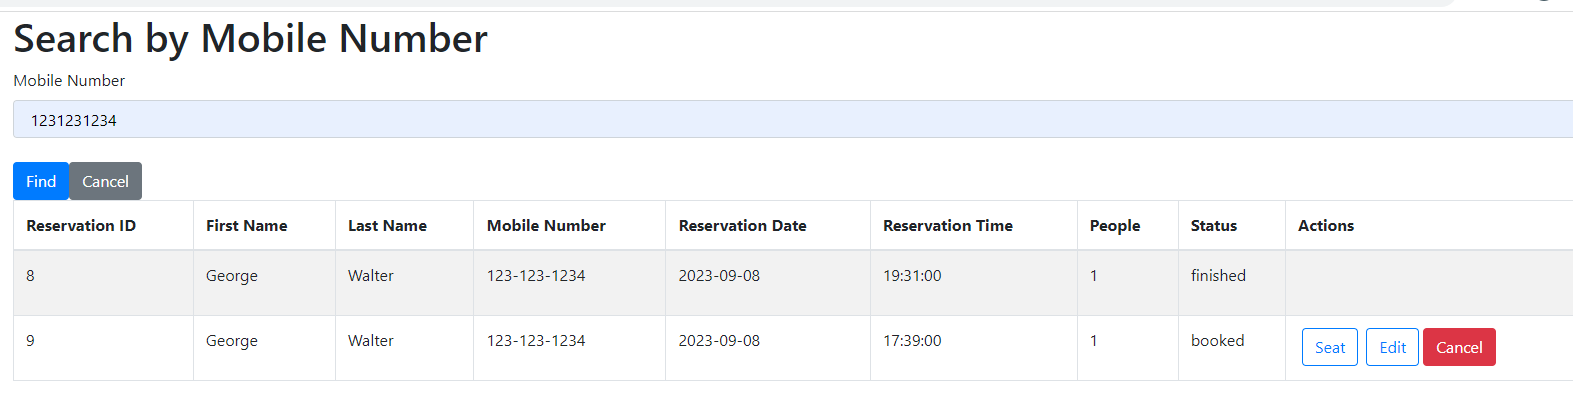 Search by Mobile Number
Mobile Number
1231231234
Find Cancel
Reservation ID First Name Last Name Mobile Number Reservation Date Reservation Time People Status Actions
8 George Walter 123-123-1234 2023-09-08 19:31:00 1 finished
9 George Walter 123-123-1234 2023-09-08 17:39:00 1 booked Seat Edit Cancel